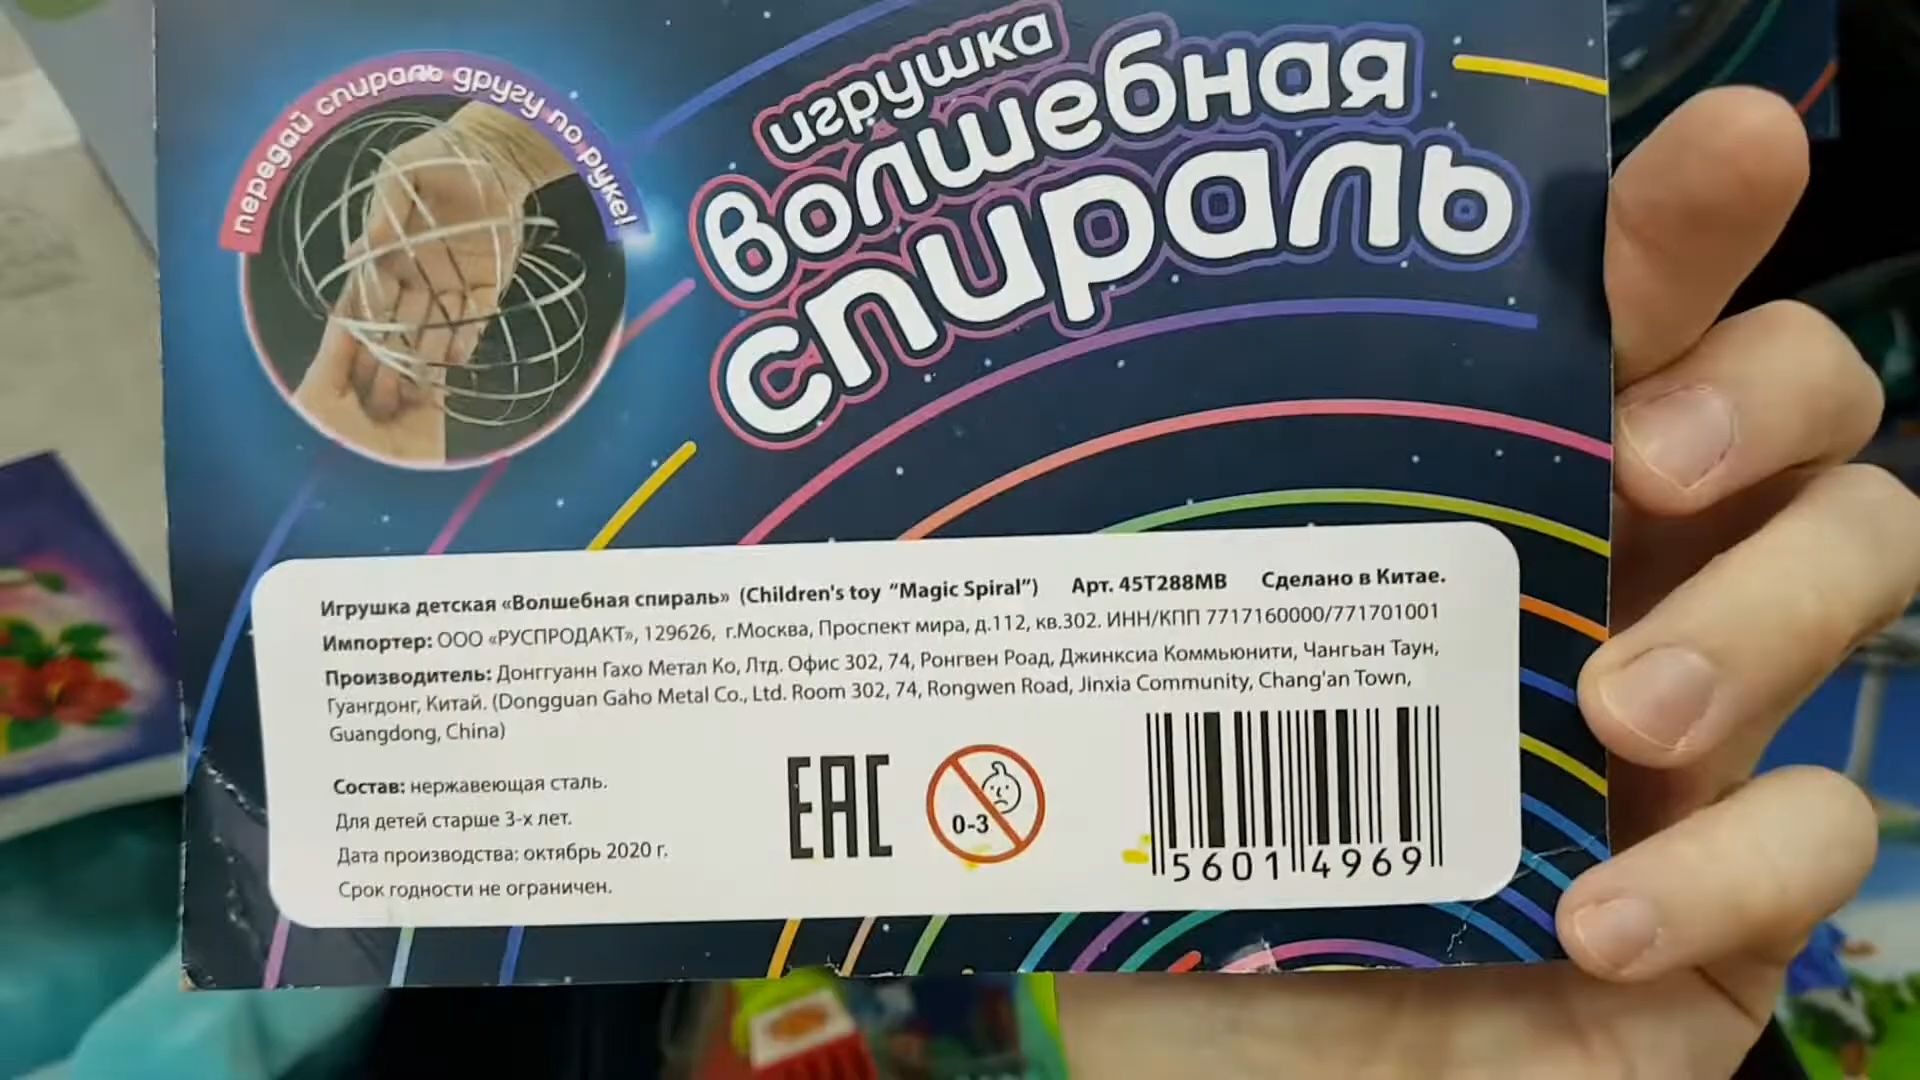 передай спираль другу по руке!
игрушка
волшебная
спираль
Игрушка детская «Волшебная спираль» (Children's toy “Magic Spiral”) Арт. 45T288MB Сделано в Китае.
Импортер: ООО «РУСПРОДАКТ», 129626, г.Москва, Проспект мира, д.112, кв.302. ИНН/КПП 7717160000/771701001
Производитель: Донггуанн Гахо Метал Ко, Лтд. Офис 302, 74, Ронгвен Роад, Джинксиа Коммьюнити, Чангьан Таун,
Гуангдонг, Китай. (Dongguan Gaho Metal Co., Ltd. Room 302, 74, Rongwen Road, Jinxia Community, Chang'an Town,
Guangdong, China)
Состав: нержавеющая сталь.
Для детей старше 3-х лет.
Дата производства: октябрь 2020 г.
Срок годности не ограничен.
EAC
0-3
5601 4969